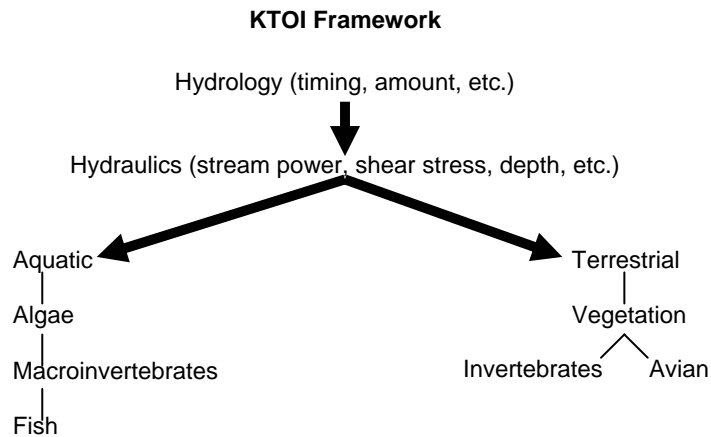 KTOI Framework
Hydrology (timing, amount, etc.)
Hydraulics (stream power, shear stress, depth, etc.)
Aquatic
Terrestrial
Algae
Vegetation
Macroinvertebrates
Invertebrates
Avian
Fish